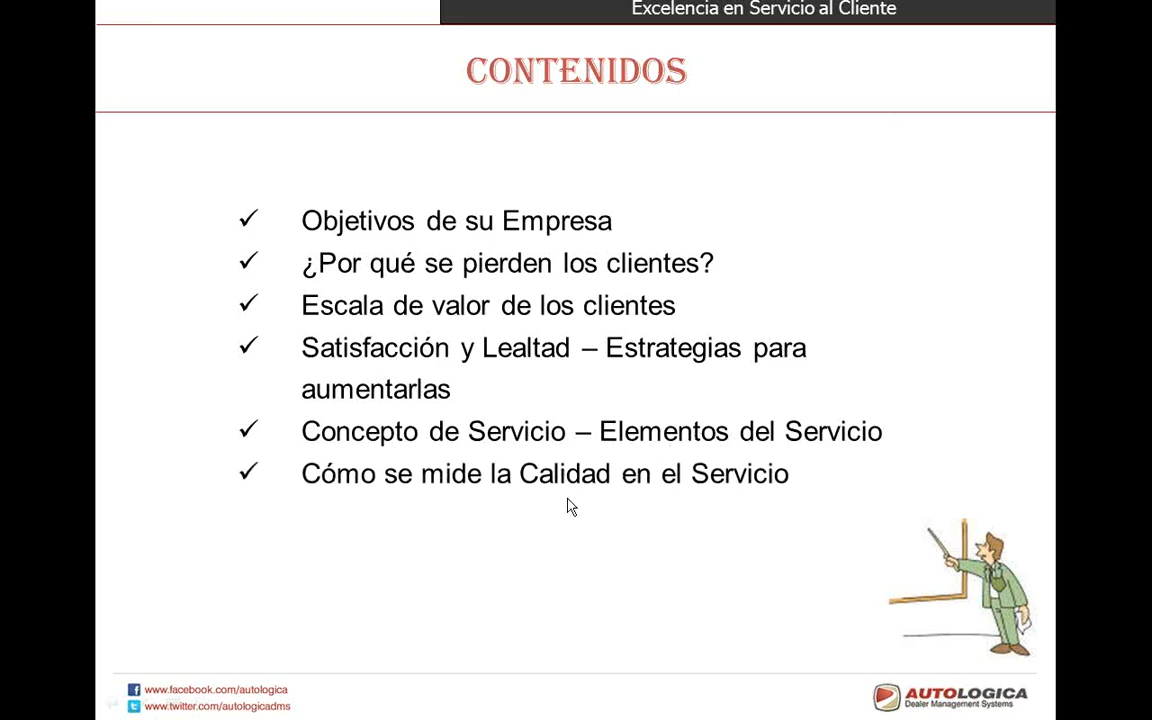 Excelencia en Servicio al Cliente
CONTENIDOS
✓ Objetivos de su Empresa
✓ ¿Por qué se pierden los clientes?
✓ Escala de valor de los clientes
✓ Satisfacción y Lealtad – Estrategias para
aumentarlas
✓ Concepto de Servicio – Elementos del Servicio
✓ Cómo se mide la Calidad en el Servicio
www.facebook.com/autologica
www.twitter.com/autologicadms
AUTOLOGICA
Dealer Management Systems